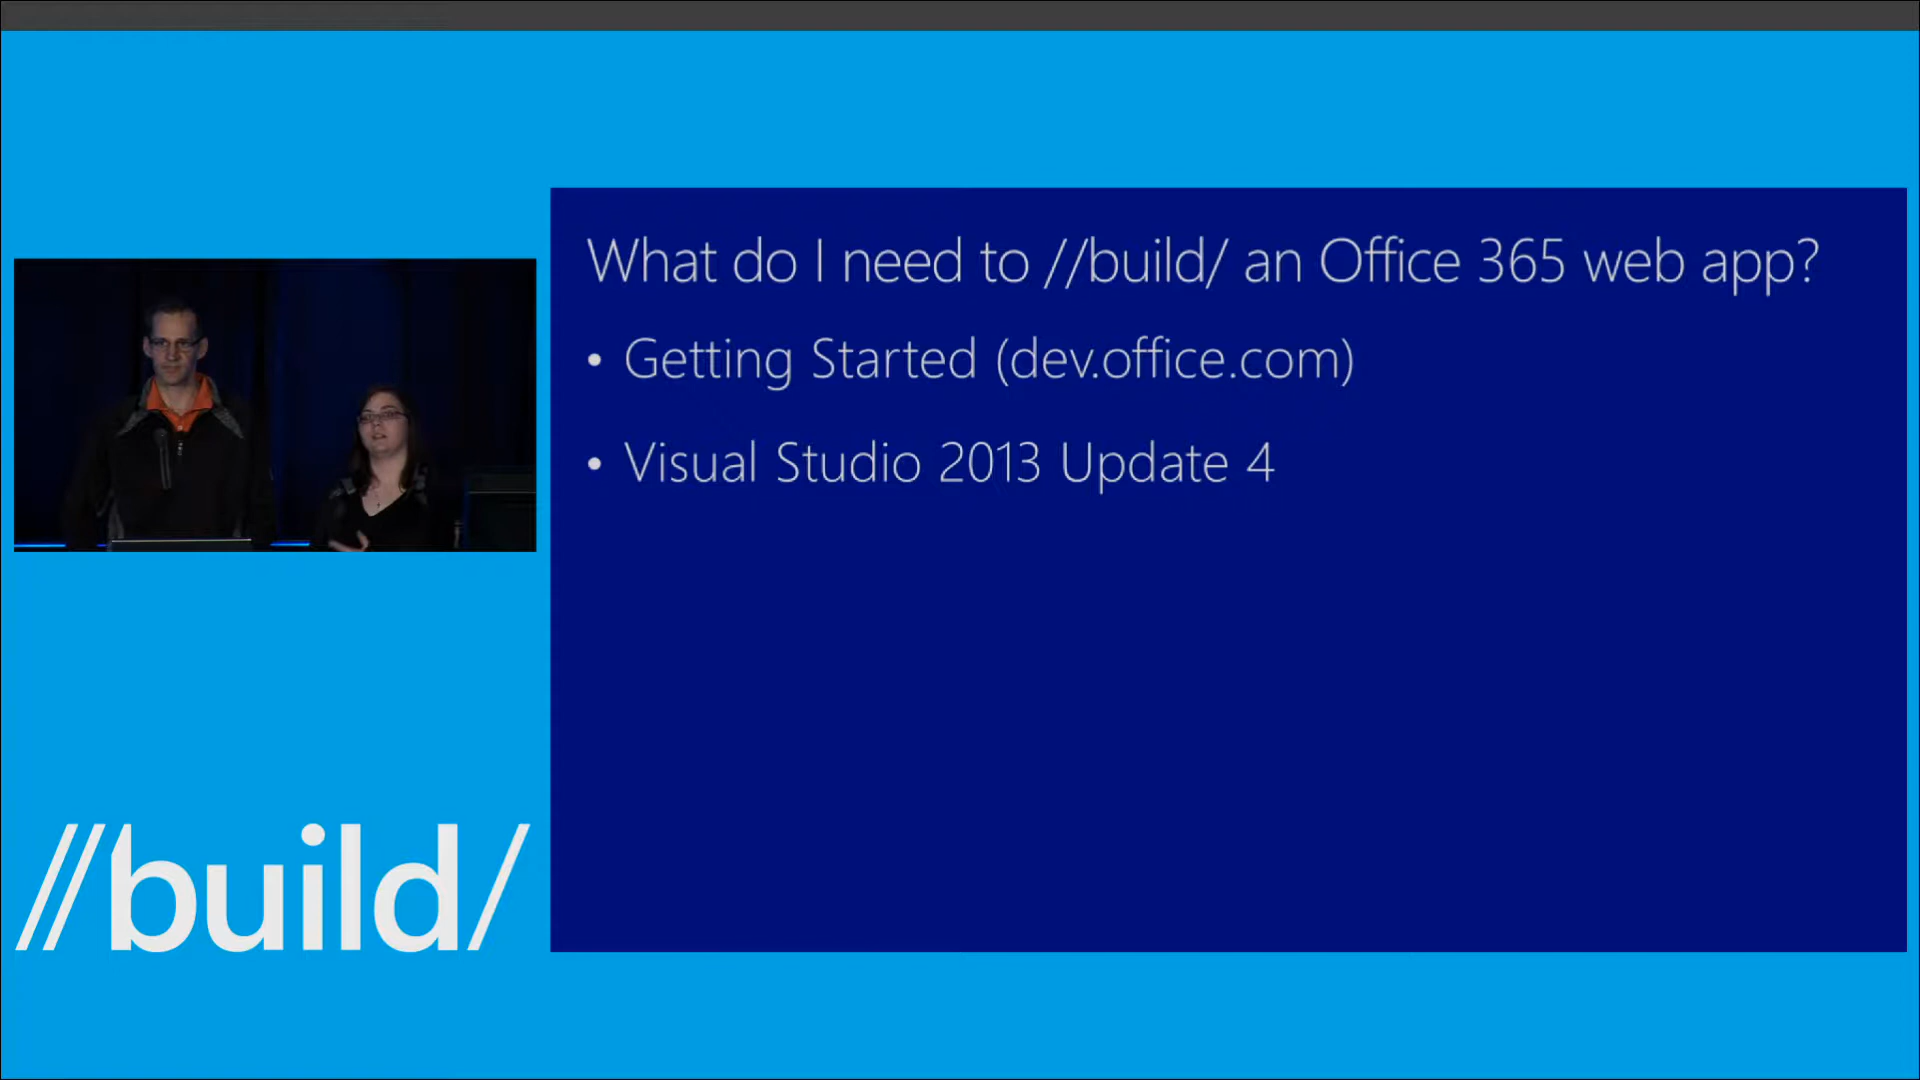 What do I need to //build/ an Office 365 web app?
• Getting Started (dev.office.com)
• Visual Studio 2013 Update 4
//build/